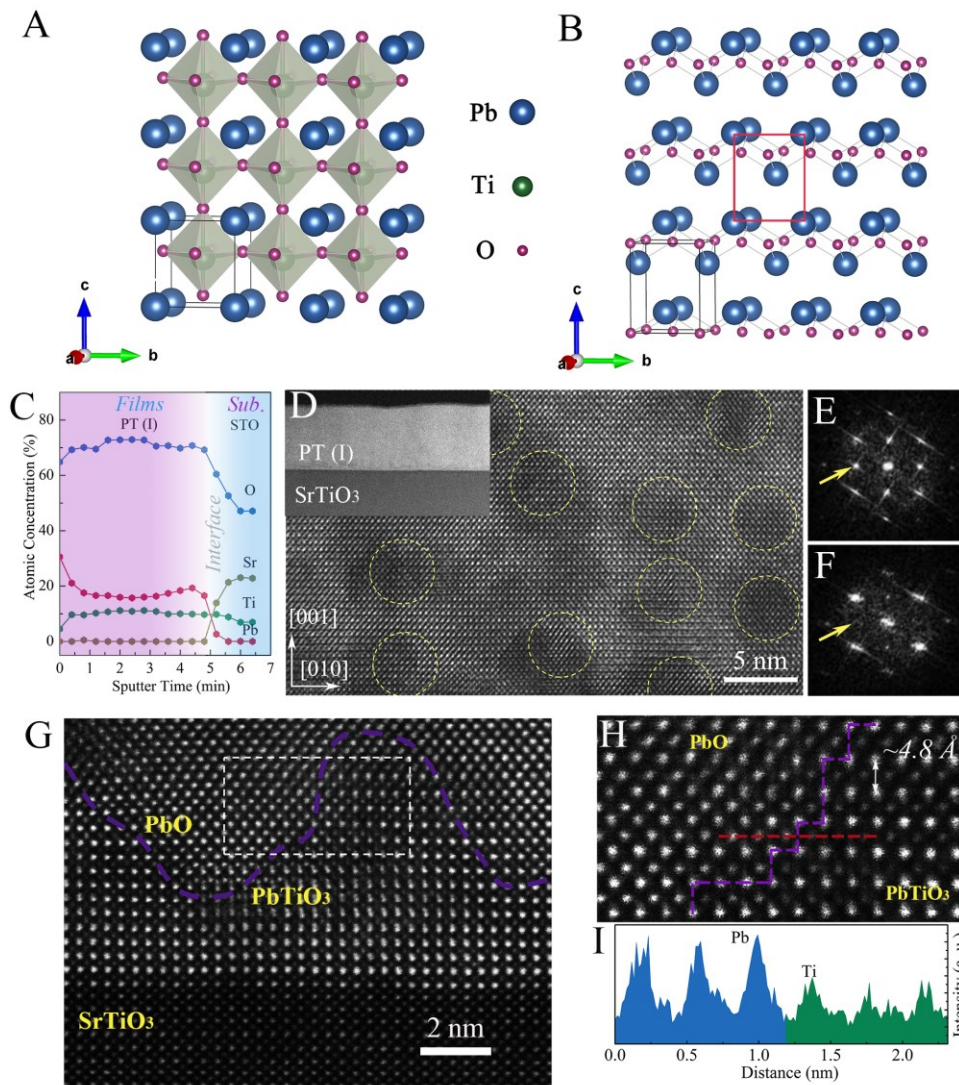 A
B
Pb
Ti
O
c
a
b
c
a
b
C
Films
Sub.
PT (I)
STO
Atomic Concentration (%)
80
60
40
20
0
O
Interface
Sr
Ti
Pb
0
1
2
3
4
5
6
7
Sputter Time (min)
D
PT (I)
SrTiO3
[001]
[010]
5 nm
E
F
G
PbO
PbTiO3
SrTiO3
2 nm
H
PbO
~4.8 Å
PbTiO3
I
Pb
Ti
Intensity (a. u.)
0.0
0.5
1.0
1.5
2.0
Distance (nm)